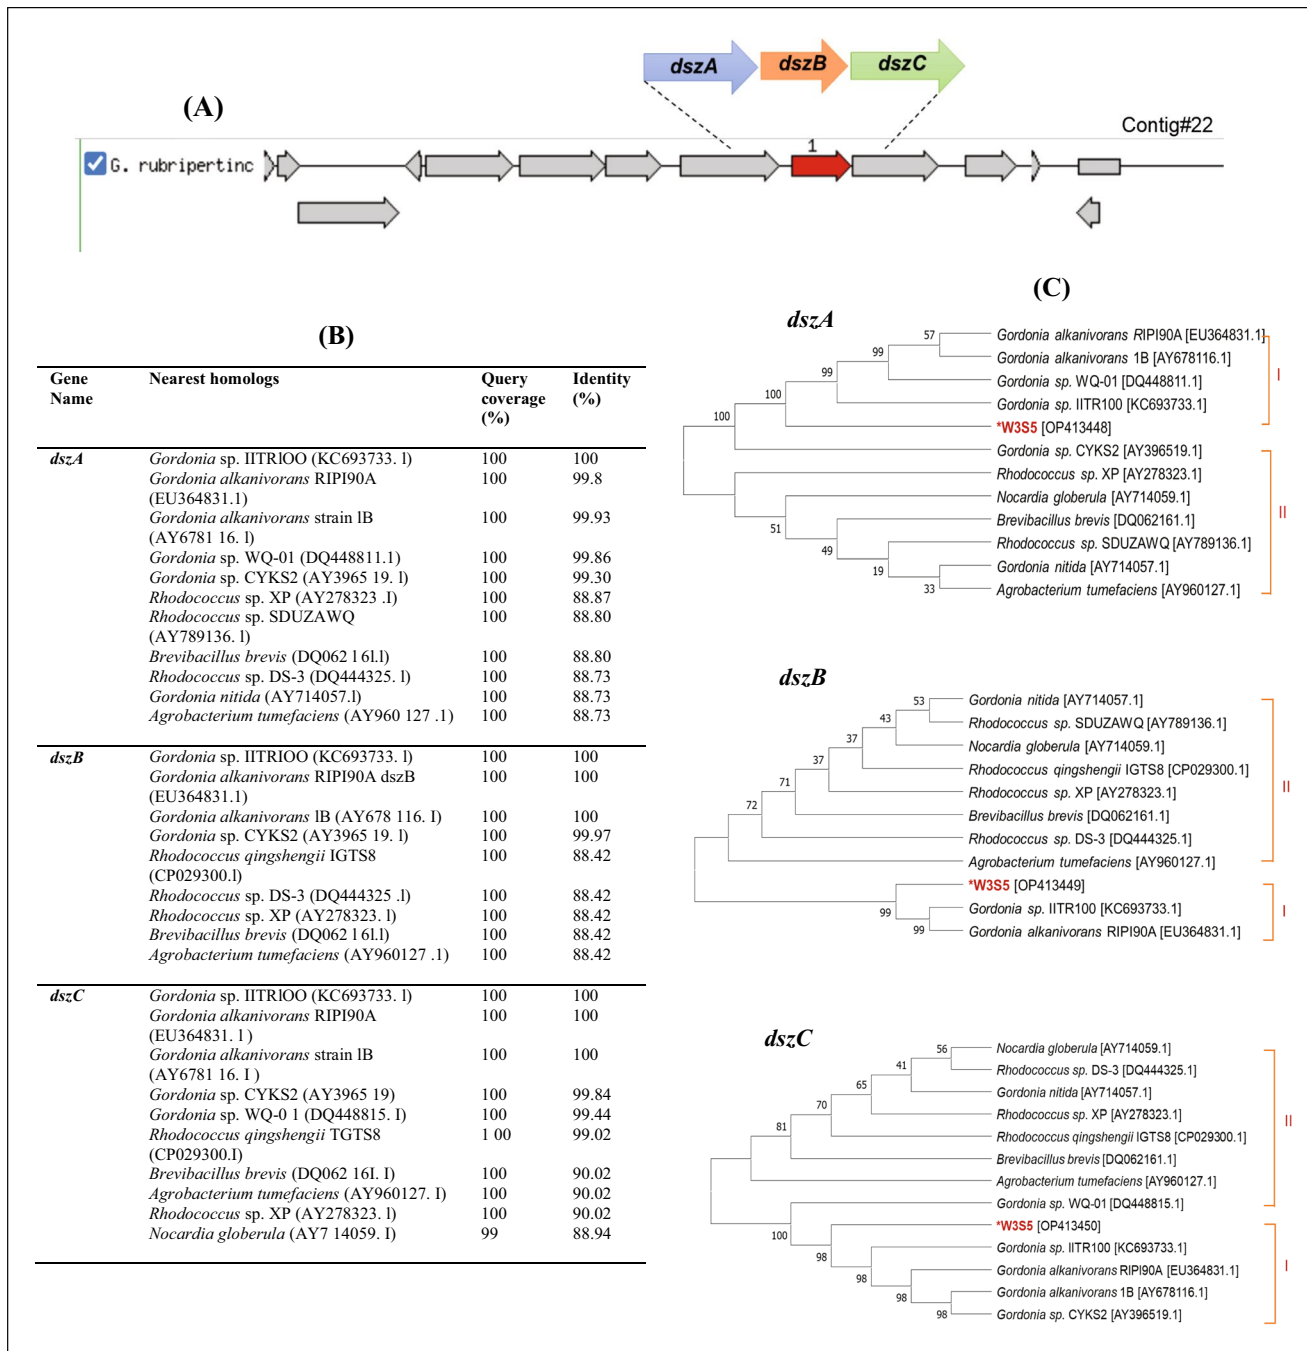 dszA dszB dszC
(A)
Contig#22
1
G. rubripertinc
(B)
Gene Name Nearest homologs Query coverage (%) Identity (%)
dszA Gordonia sp. IITRlOO (KC693733. l) 100 100
Gordonia alkanivorans RIPI90A 100 99.8
(EU364831.1)
Gordonia alkanivorans strain lB 100 99.93
(AY6781 16. l)
Gordonia sp. WQ-01 (DQ448811.1) 100 99.86
Gordonia sp. CYKS2 (AY3965 19. l) 100 99.30
Rhodococcus sp. XP (AY278323 .I) 100 88.87
Rhodococcus sp. SDUZAWQ 100 88.80
(AY789136. l)
Brevibacillus brevis (DQ062 l 6l.l) 100 88.80
Rhodococcus sp. DS-3 (DQ444325. l) 100 88.73
Gordonia nitida (AY714057.l) 100 88.73
Agrobacterium tumefaciens (AY960 127 .1) 100 88.73
dszB Gordonia sp. IITRlOO (KC693733. l) 100 100
Gordonia alkanivorans RIPI90A dszB 100 100
(EU364831.1)
Gordonia alkanivorans lB (AY678 116. I) 100 100
Gordonia sp. CYKS2 (AY3965 19. l) 100 99.97
Rhodococcus qingshengii IGTS8 100 88.42
(CP029300.l)
Rhodococcus sp. DS-3 (DQ444325 .l) 100 88.42
Rhodococcus sp. XP (AY278323. l) 100 88.42
Brevibacillus brevis (DQ062 l 6l.l) 100 88.42
Agrobacterium tumefaciens (AY960127 .1) 100 88.42
dszC Gordonia sp. IITRlOO (KC693733. l) 100 100
Gordonia alkanivorans RIPI90A 100 100
(EU364831. 1 )
Gordonia alkanivorans strain lB 100 100
(AY6781 16. I )
Gordonia sp. CYKS2 (AY3965 19) 100 99.84
Gordonia sp. WQ-0 1 (DQ448815. I) 100 99.44
Rhodococcus qingshengii TGTS8 1 00 99.02
(CP029300.I)
Brevibacillus brevis (DQ062 16I. I) 100 90.02
Agrobacterium tumefaciens (AY960127. I) 100 90.02
Rhodococcus sp. XP (AY278323. l) 100 90.02
Nocardia globerula (AY7 14059. I) 99 88.94
(C)
dszA
57 Gordonia alkanivorans RIPI90A [EU364831.1]
Gordonia alkanivorans 1B [AY678116.1]
99 Gordonia sp. WQ-01 [DQ448811.1]
99 Gordonia sp. IITR100 [KC693733.1]
100 *W3S5 [OP413448]
100 Gordonia sp. CYKS2 [AY396519.1]
Rhodococcus sp. XP [AY278323.1]
Nocardia globerula [AY714059.1]
51 Brevibacillus brevis [DQ062161.1]
49 Rhodococcus sp. SDUZAWQ [AY789136.1]
19 Gordonia nitida [AY714057.1]
33 Agrobacterium tumefaciens [AY960127.1]
I
II
dszB
53 Gordonia nitida [AY714057.1]
43 Rhodococcus sp. SDUZAWQ [AY789136.1]
37 Nocardia globerula [AY714059.1]
37 Rhodococcus qingshengii IGTS8 [CP029300.1]
71 Rhodococcus sp. XP [AY278323.1]
72 Brevibacillus brevis [DQ062161.1]
Rhodococcus sp. DS-3 [DQ444325.1]
Agrobacterium tumefaciens [AY960127.1]
*W3S5 [OP413449]
99 Gordonia sp. IITR100 [KC693733.1]
99 Gordonia alkanivorans RIPI90A [EU364831.1]
II
I
dszC
56 Nocardia globerula [AY714059.1]
41 Rhodococcus sp. DS-3 [DQ444325.1]
65 Gordonia nitida [AY714057.1]
70 Rhodococcus sp. XP [AY278323.1]
81 Rhodococcus qingshengii IGTS8 [CP029300.1]
Brevibacillus brevis [DQ062161.1]
Agrobacterium tumefaciens [AY960127.1]
Gordonia sp. WQ-01 [DQ448815.1]
100 *W3S5 [OP413450]
98 Gordonia sp. IITR100 [KC693733.1]
98 Gordonia alkanivorans RIPI90A [EU364831.1]
98 Gordonia alkanivorans 1B [AY678116.1]
98 Gordonia sp. CYKS2 [AY396519.1]
II
I